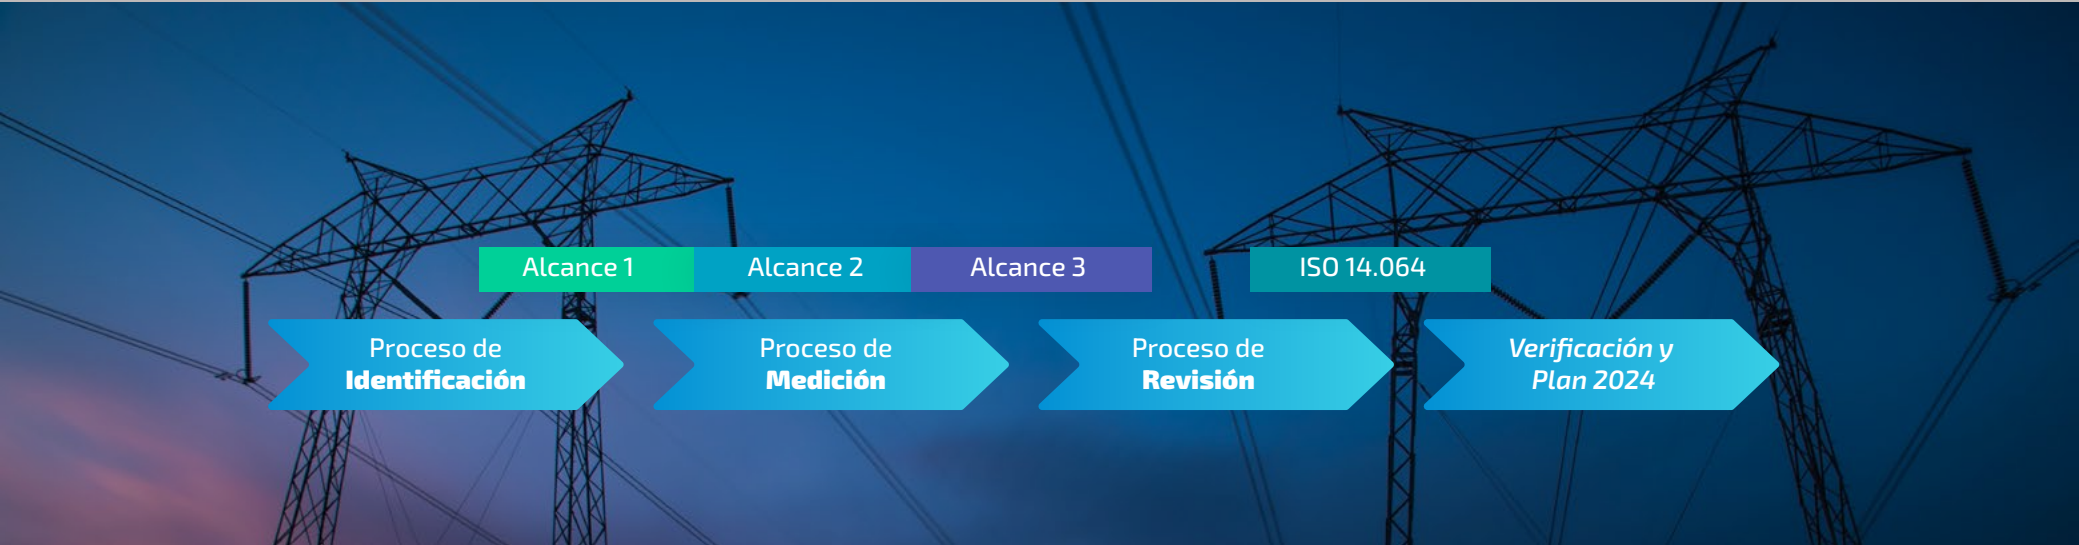 Alcance 1
Alcance 2
Alcance 3
ISO 14.064
Proceso de
Identificación
Proceso de
Medición
Proceso de
Revisión
Verificación y
Plan 2024